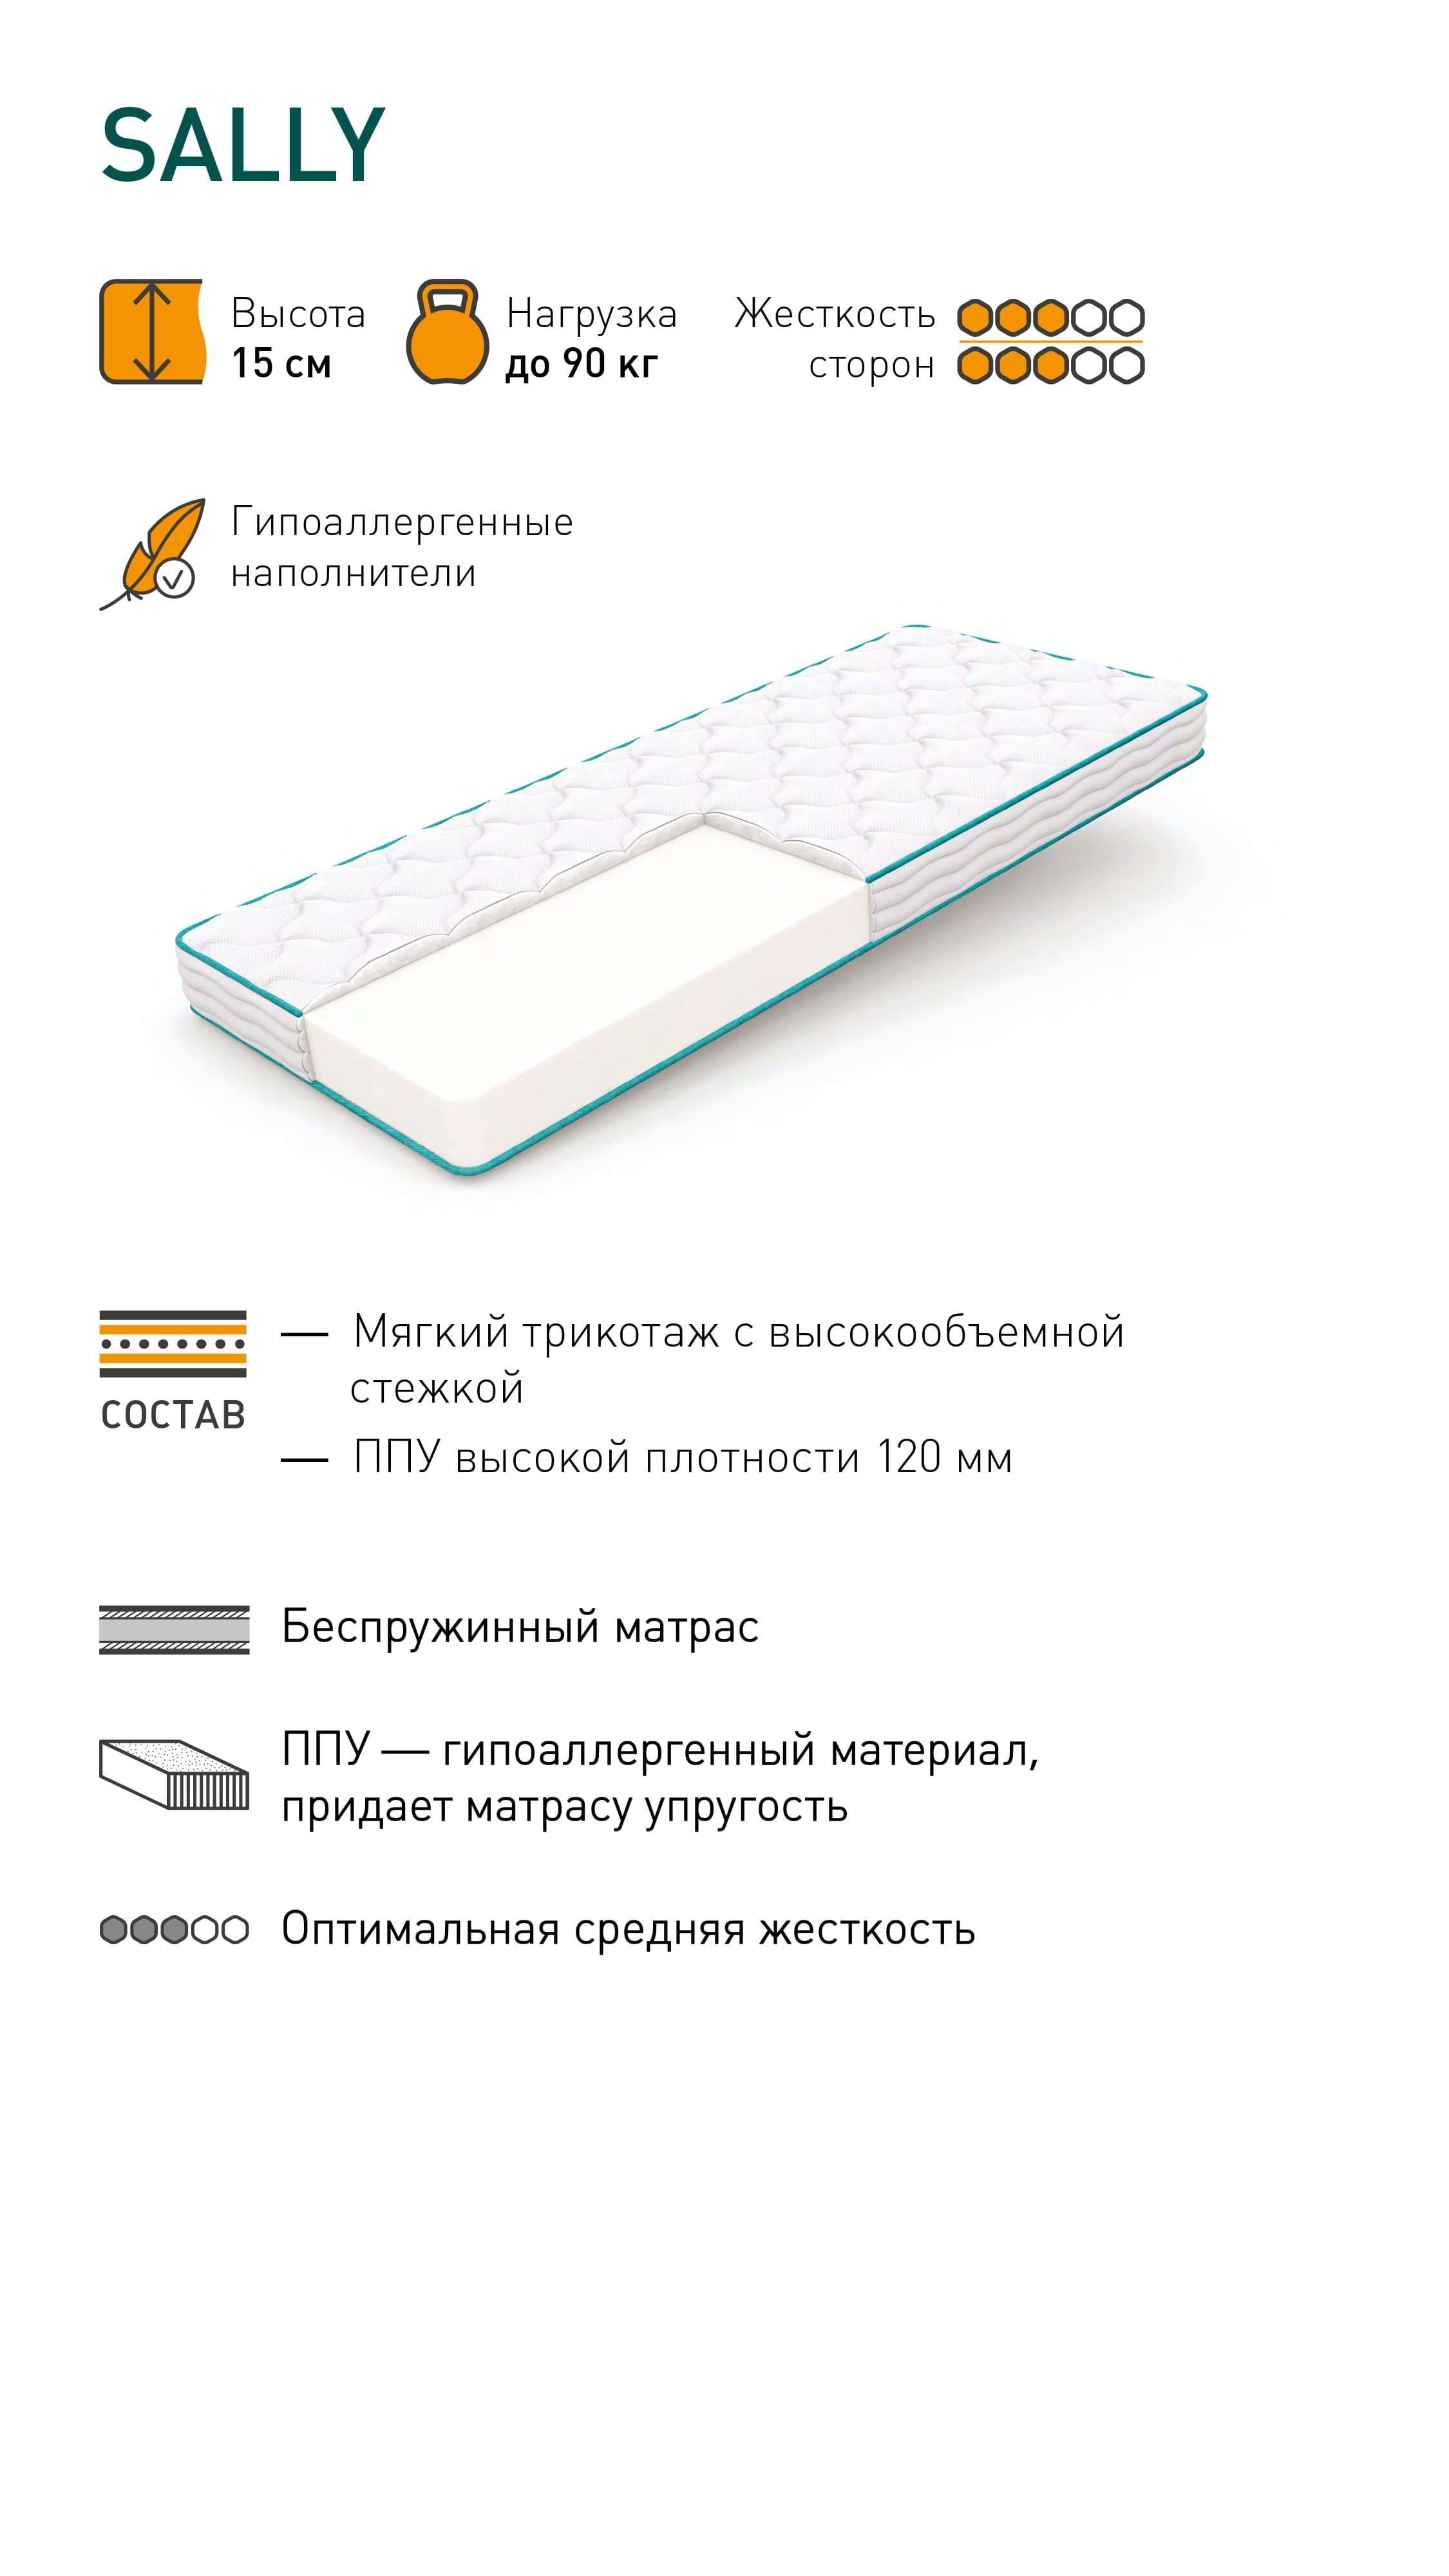 SALLY
Высота
15 см
Нагрузка
до 90 кг
Жесткость
сторон
Гипоаллергенные
наполнители
СОСТАВ
— Мягкий трикотаж с высокообъемной
стежкой
— ППУ высокой плотности 120 мм
Беспружинный матрас
ППУ — гипоаллергенный материал,
придает матрасу упругость
Оптимальная средняя жесткость